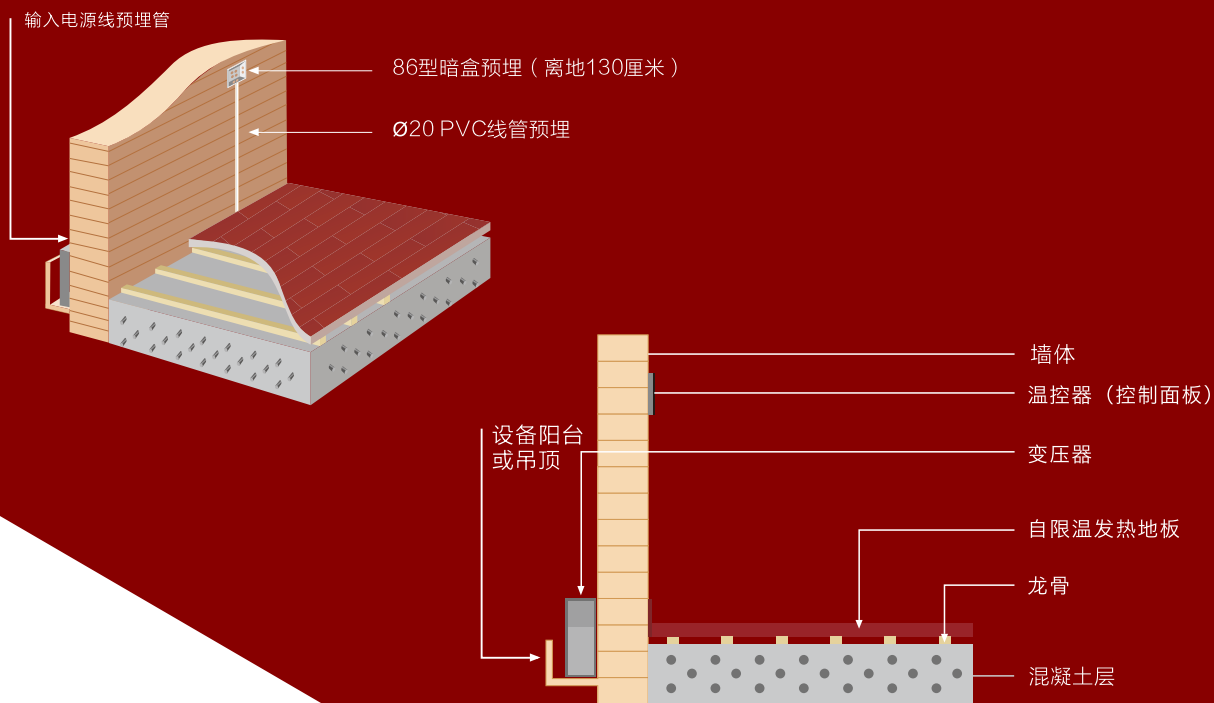 输入电源线预埋管
86型暗盒预埋（离地130厘米）
Ø20 PVC线管预埋
墙体
温控器（控制面板）
设备阳台
或吊顶
变压器
自限温发热地板
龙骨
混凝土层